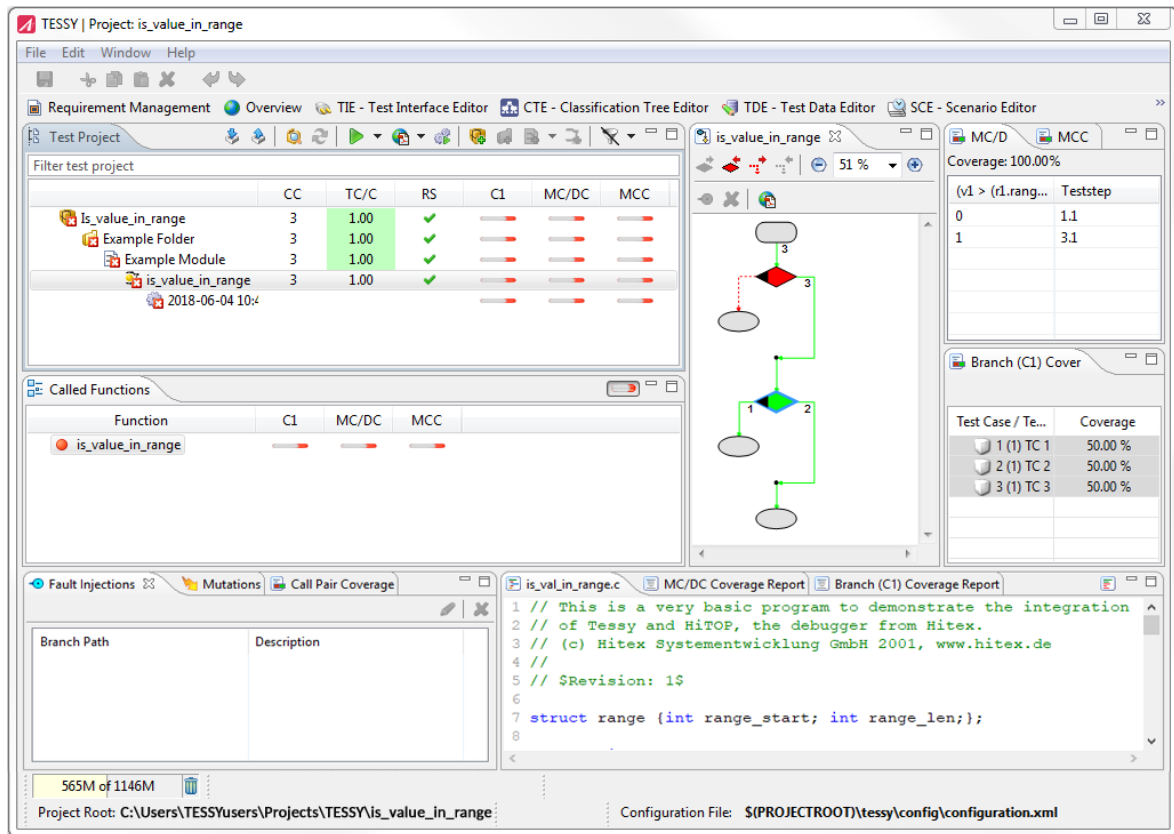 TESSY | Project: is_value_in_range
File Edit Window Help
Requirement Management Overview TIE - Test Interface Editor CTE - Classification Tree Editor TDE - Test Data Editor SCE - Scenario Editor »
Test Project
Filter test project
CC TC/C RS C1 MC/DC MCC
Is_value_in_range 3 1.00
Example Folder 3 1.00
Example Module 3 1.00
is_value_in_range 3 1.00
2018-06-04 10:4
Called Functions
Function C1 MC/DC MCC
is_value_in_range
is_value_in_range
51 %
3
3
1 2
MC/D MCC
Coverage: 100.00%
(v1 > (r1.rang... Teststep
0 1.1
1 3.1
Branch (C1) Cover
Test Case / Te... Coverage
1 (1) TC 1 50.00 %
2 (1) TC 2 50.00 %
3 (1) TC 3 50.00 %
Fault Injections Mutations Call Pair Coverage
Branch Path Description
is_val_in_range.c MC/DC Coverage Report Branch (C1) Coverage Report
1 // This is a very basic program to demonstrate the integration
2 // of Tessy and HiTOP, the debugger from Hitex.
3 // (c) Hitex Systementwicklung GmbH 2001, www.hitex.de
4 //
5 // $Revision: 1$
6
7 struct range {int range_start; int range_len;};
8
565M of 1146M
Project Root: C:\Users\TESSYusers\Projects\TESSY\is_value_in_range Configuration File: $(PROJECTROOT)\tessy\config\configuration.xml